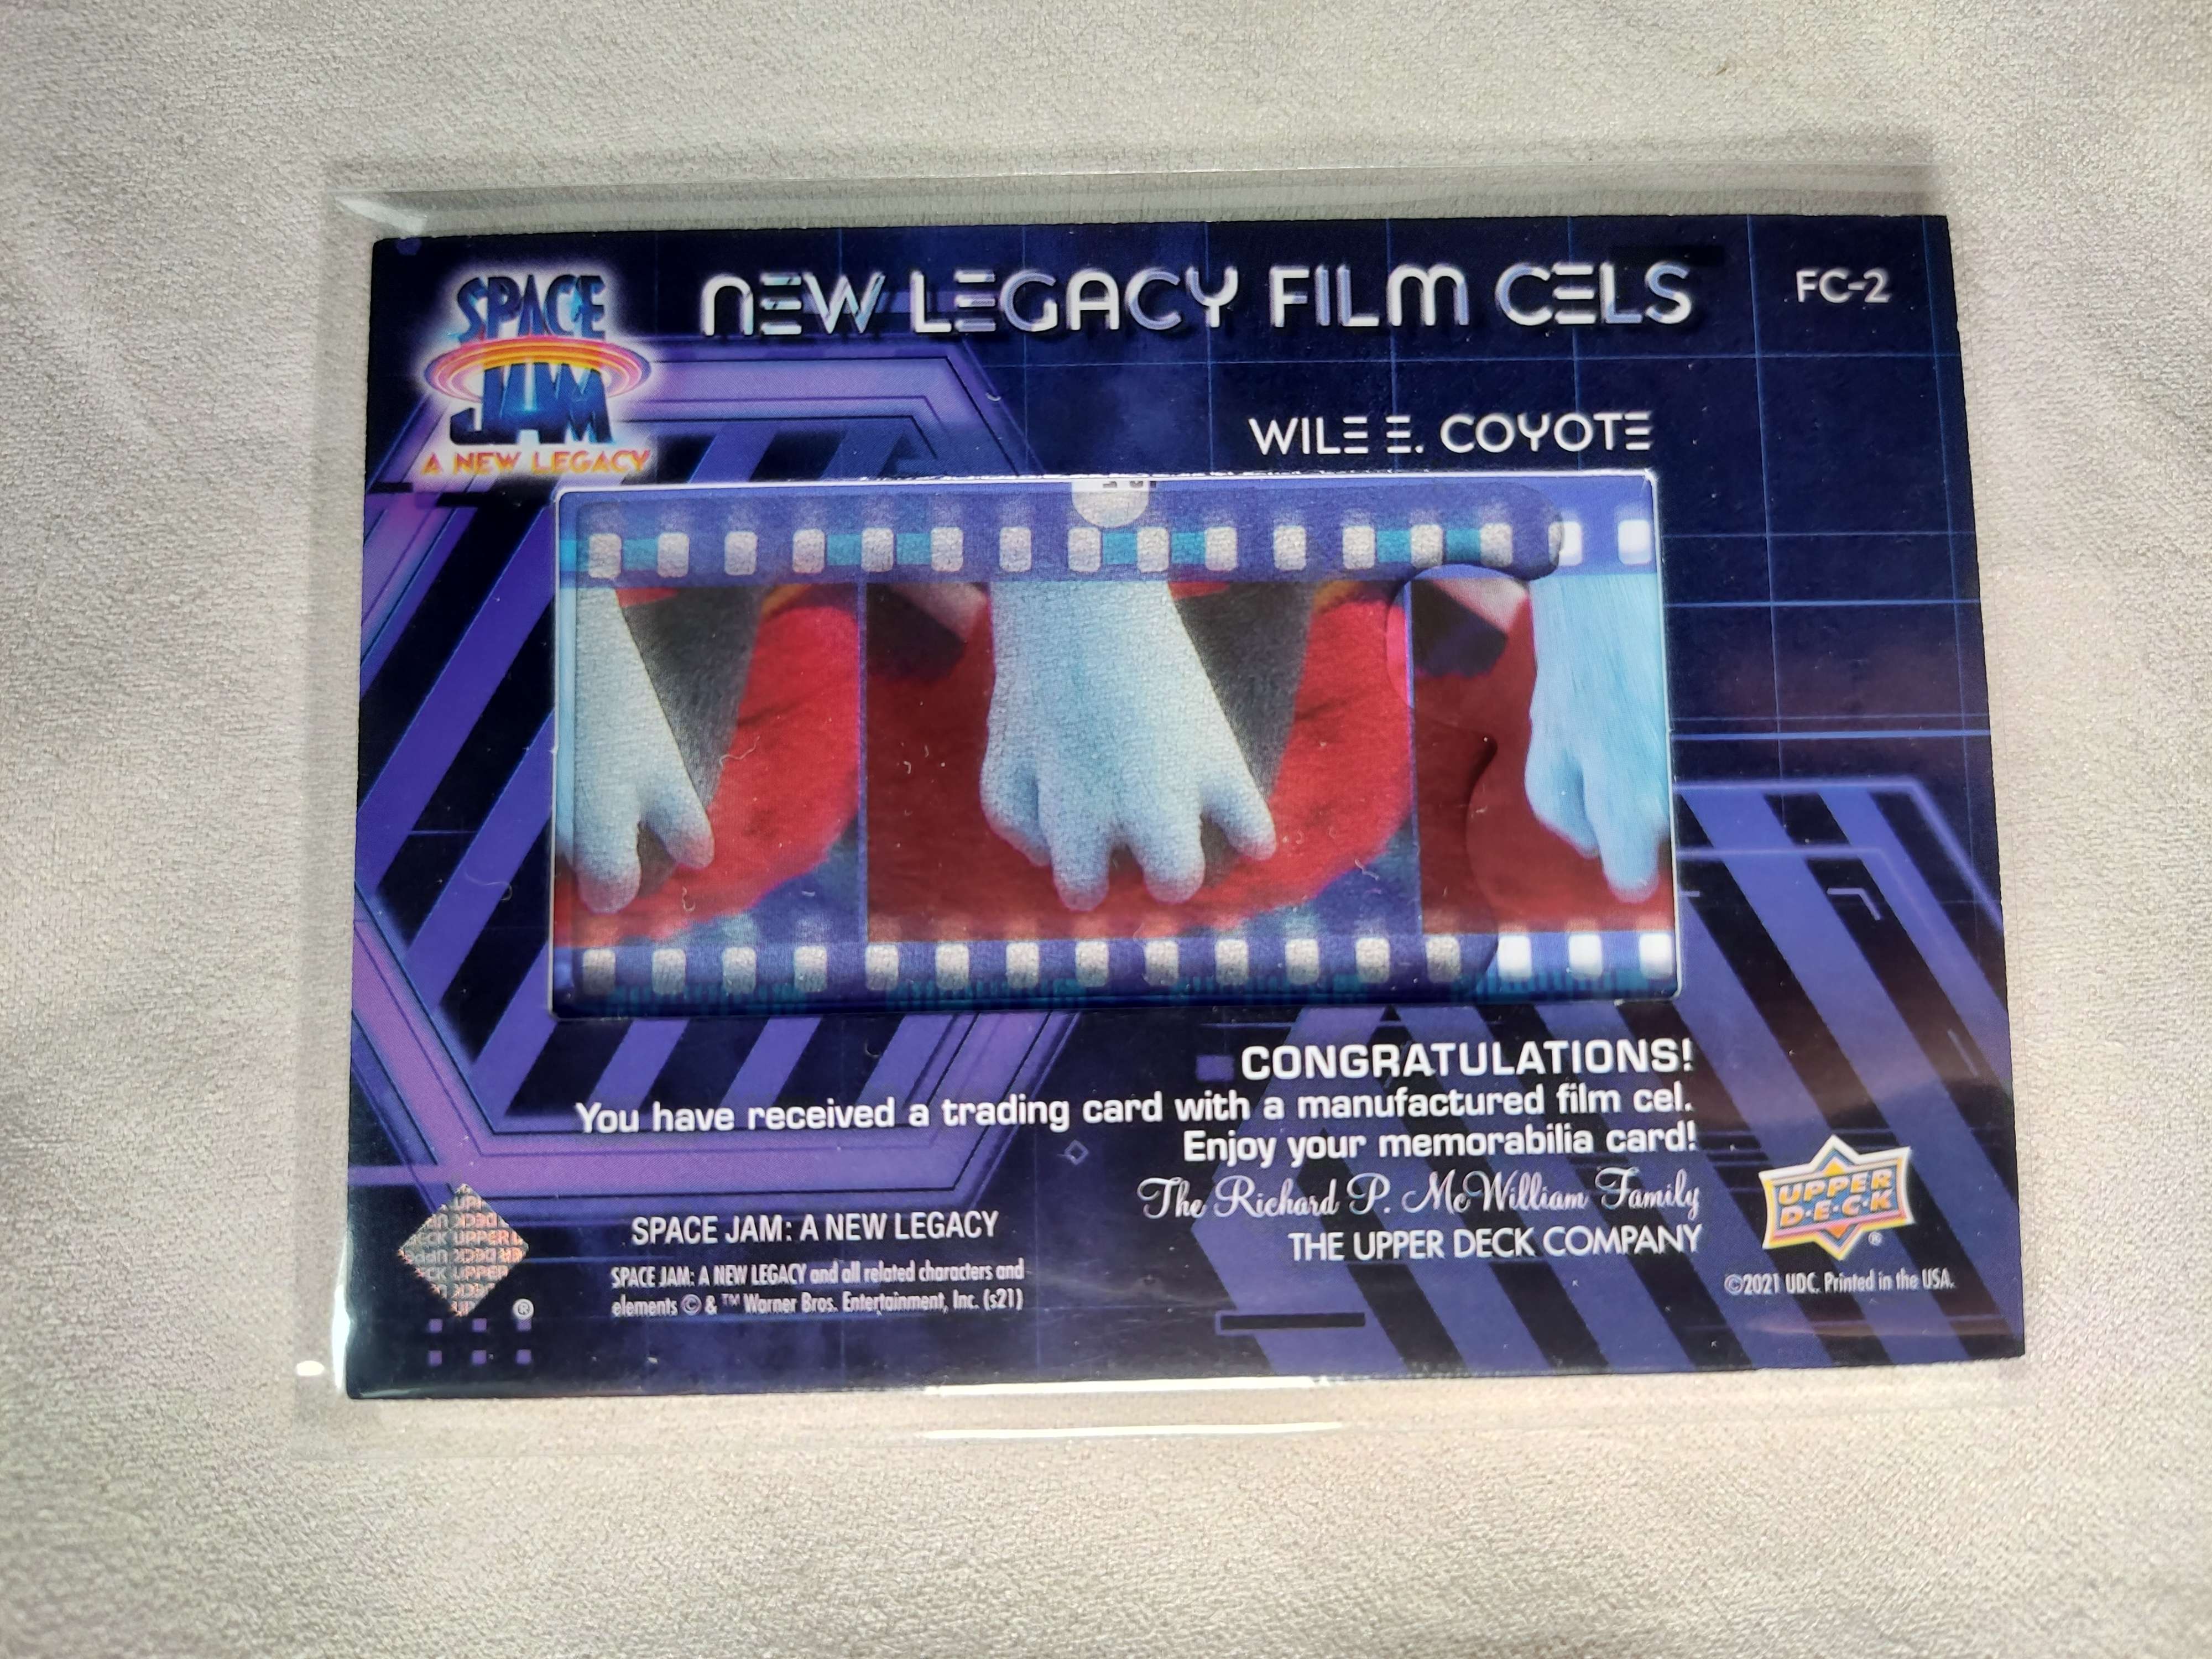 SPACE
JAM
A NEW LEGACY
NEW LEGACY FILM CELS
FC-2
WILE E. COYOTE
CONGRATULATIONS!
You have received a trading card with a manufactured film cel.
Enjoy your memorabilia card!
The Richard P. McWilliam Family
THE UPPER DECK COMPANY
SPACE JAM: A NEW LEGACY
SPACE JAM: A NEW LEGACY and all related characters and
elements © & ™ Warner Bros. Entertainment, Inc. (s21)
UPPER
D·E·C·K
®
©2021 UDC. Printed in the USA.
®